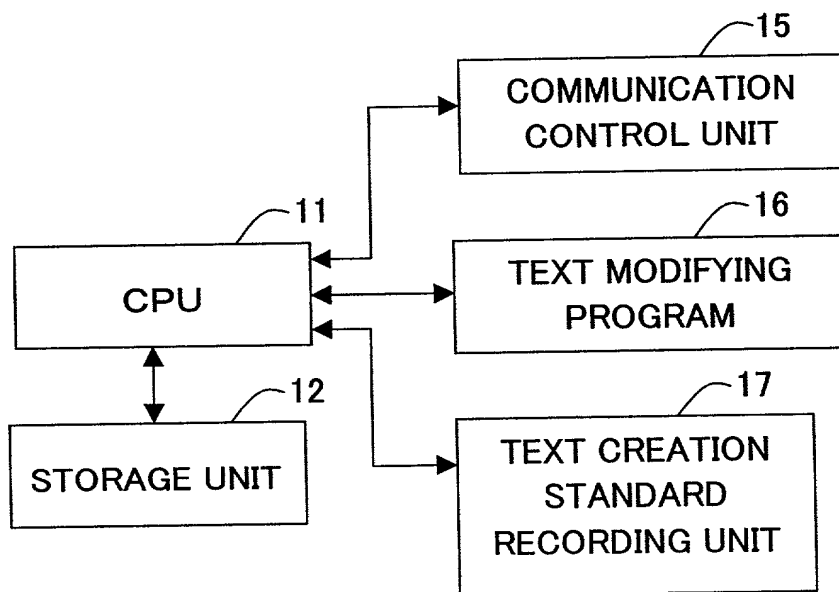 15
COMMUNICATION
CONTROL UNIT
11
CPU
16
TEXT MODIFYING
PROGRAM
12
STORAGE UNIT
17
TEXT CREATION
STANDARD
RECORDING UNIT